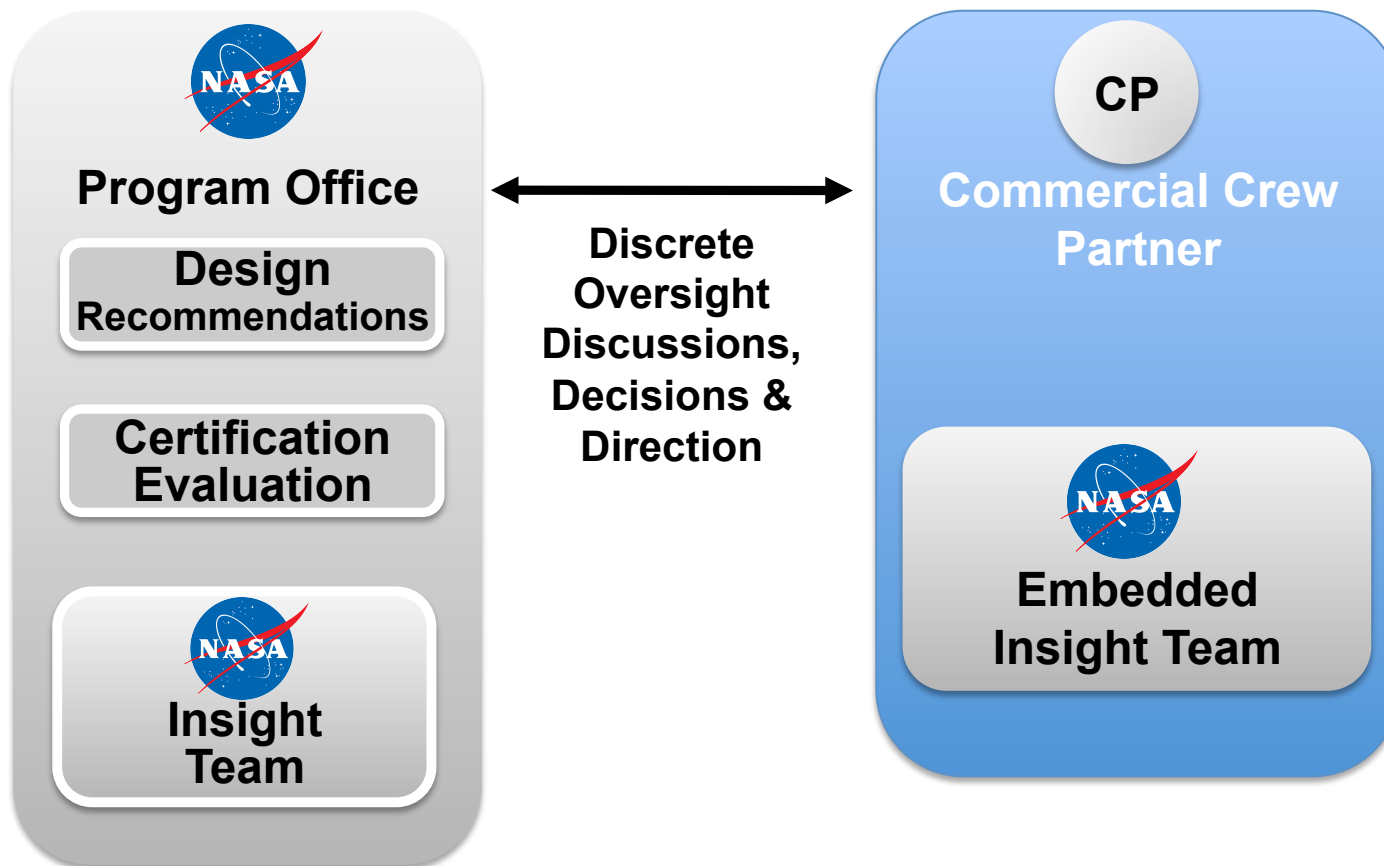 NASA
Program Office
Design
Recommendations
Certification
Evaluation
NASA
Insight
Team
Discrete
Oversight
Discussions,
Decisions &
Direction
CP
Commercial Crew
Partner
NASA
Embedded
Insight Team